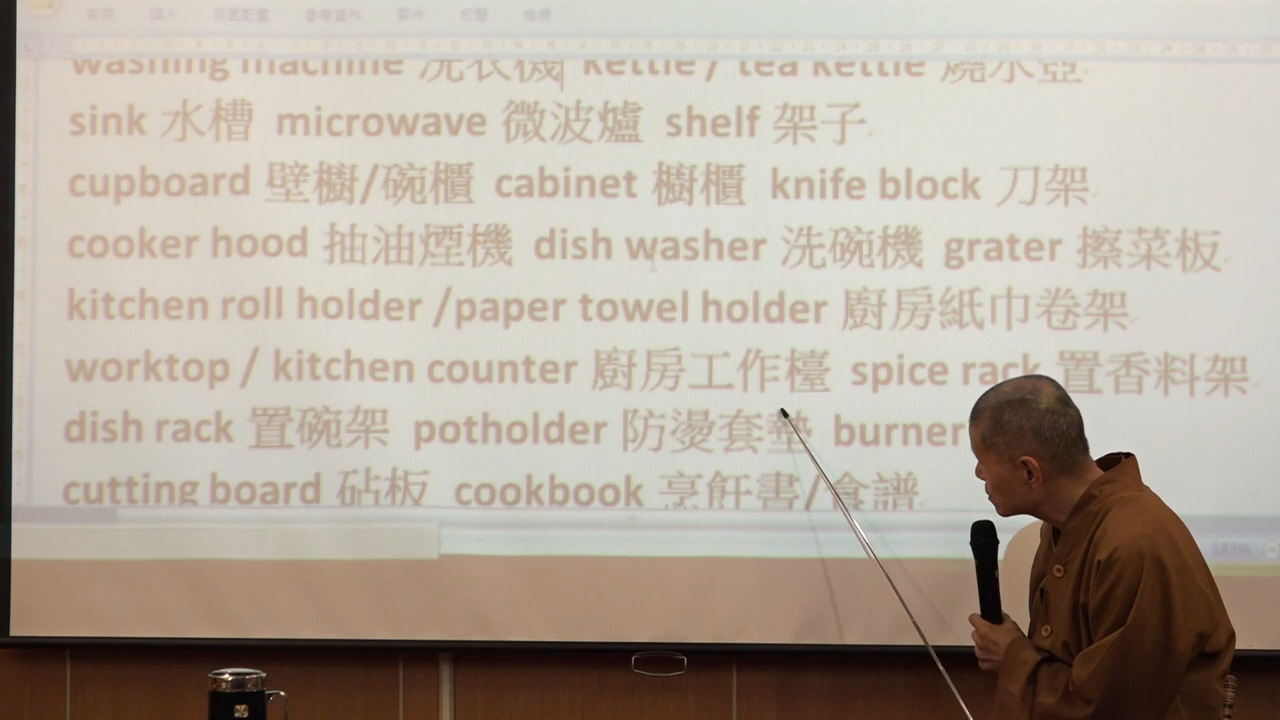 washing machine 洗衣機 kettle / tea kettle 燒水壺
sink 水槽 microwave 微波爐 shelf 架子
cupboard 壁櫥/碗櫃 cabinet 櫥櫃 knife block 刀架
cooker hood 抽油煙機 dish washer 洗碗機 grater 擦菜板
kitchen roll holder /paper towel holder 廚房紙巾卷架
worktop / kitchen counter 廚房工作檯 spice rack 置香料架
dish rack 置碗架 potholder 防燙套墊 burner
cutting board 砧板 cookbook 烹飪書/食譜